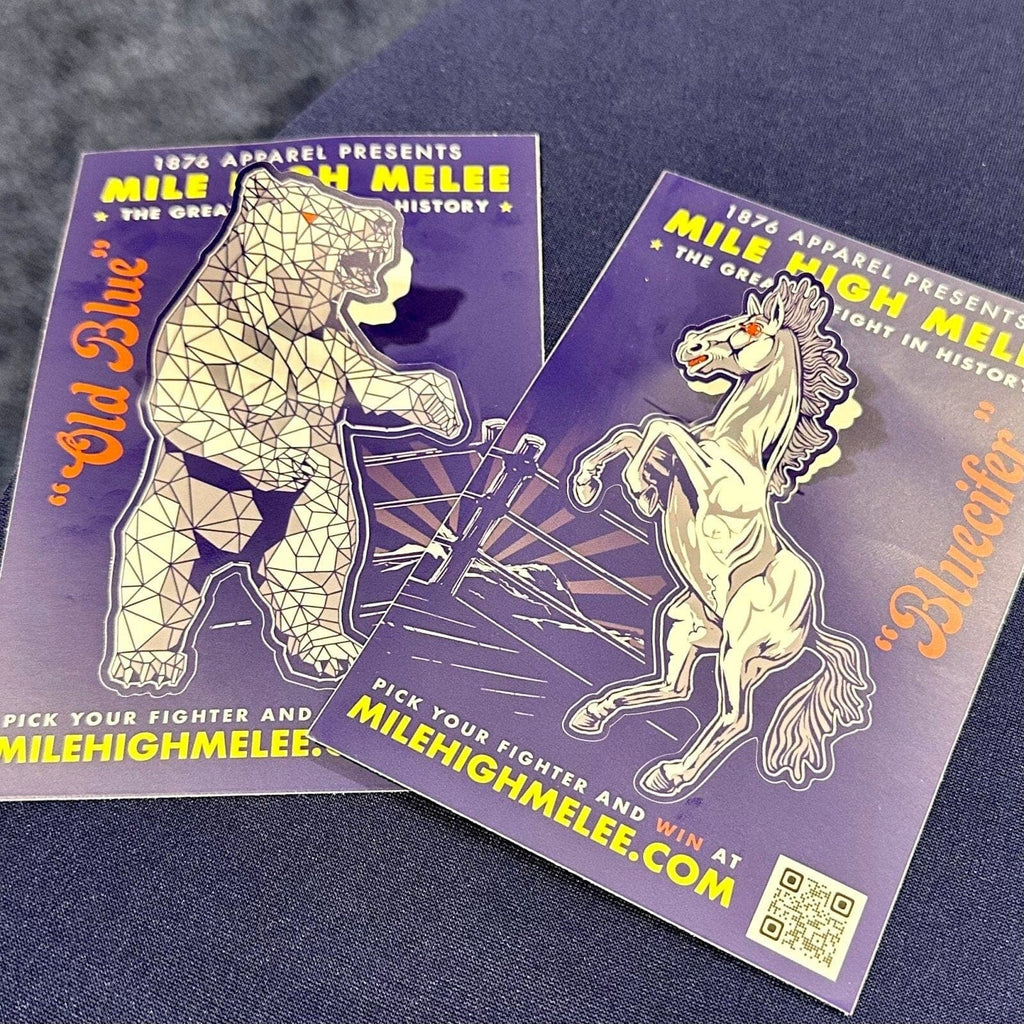 1876 APPAREL PRESENTS
MILE HIGH MELEE
THE GREA HISTORY
"Old Blue"
PICK YOUR FIGHTER AND
MILEHIGHMELEE.
1876 APPAREL PRESENTS
MILE HIGH MEL
THE GREA FIGHT IN HISTORY
"Bluecifer"
PICK YOUR FIGHTER AND WIN AT
MILEHIGHMELEE.COM